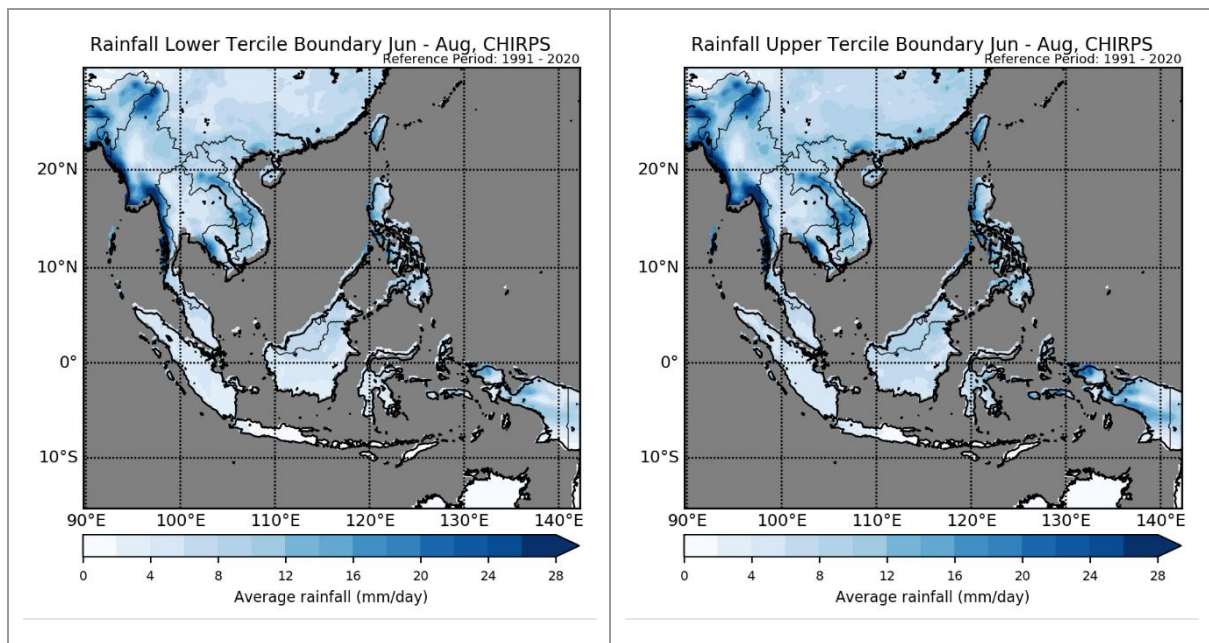 Rainfall Lower Tercile Boundary Jun - Aug, CHIRPS
Reference Period: 1991 - 2020
20°N
10°N
0°
10°S
90°E 100°E 110°E 120°E 130°E 140°E
0 4 8 12 16 20 24 28
Average rainfall (mm/day)
Rainfall Upper Tercile Boundary Jun - Aug, CHIRPS
Reference Period: 1991 - 2020
20°N
10°N
0°
10°S
90°E 100°E 110°E 120°E 130°E 140°E
0 4 8 12 16 20 24 28
Average rainfall (mm/day)